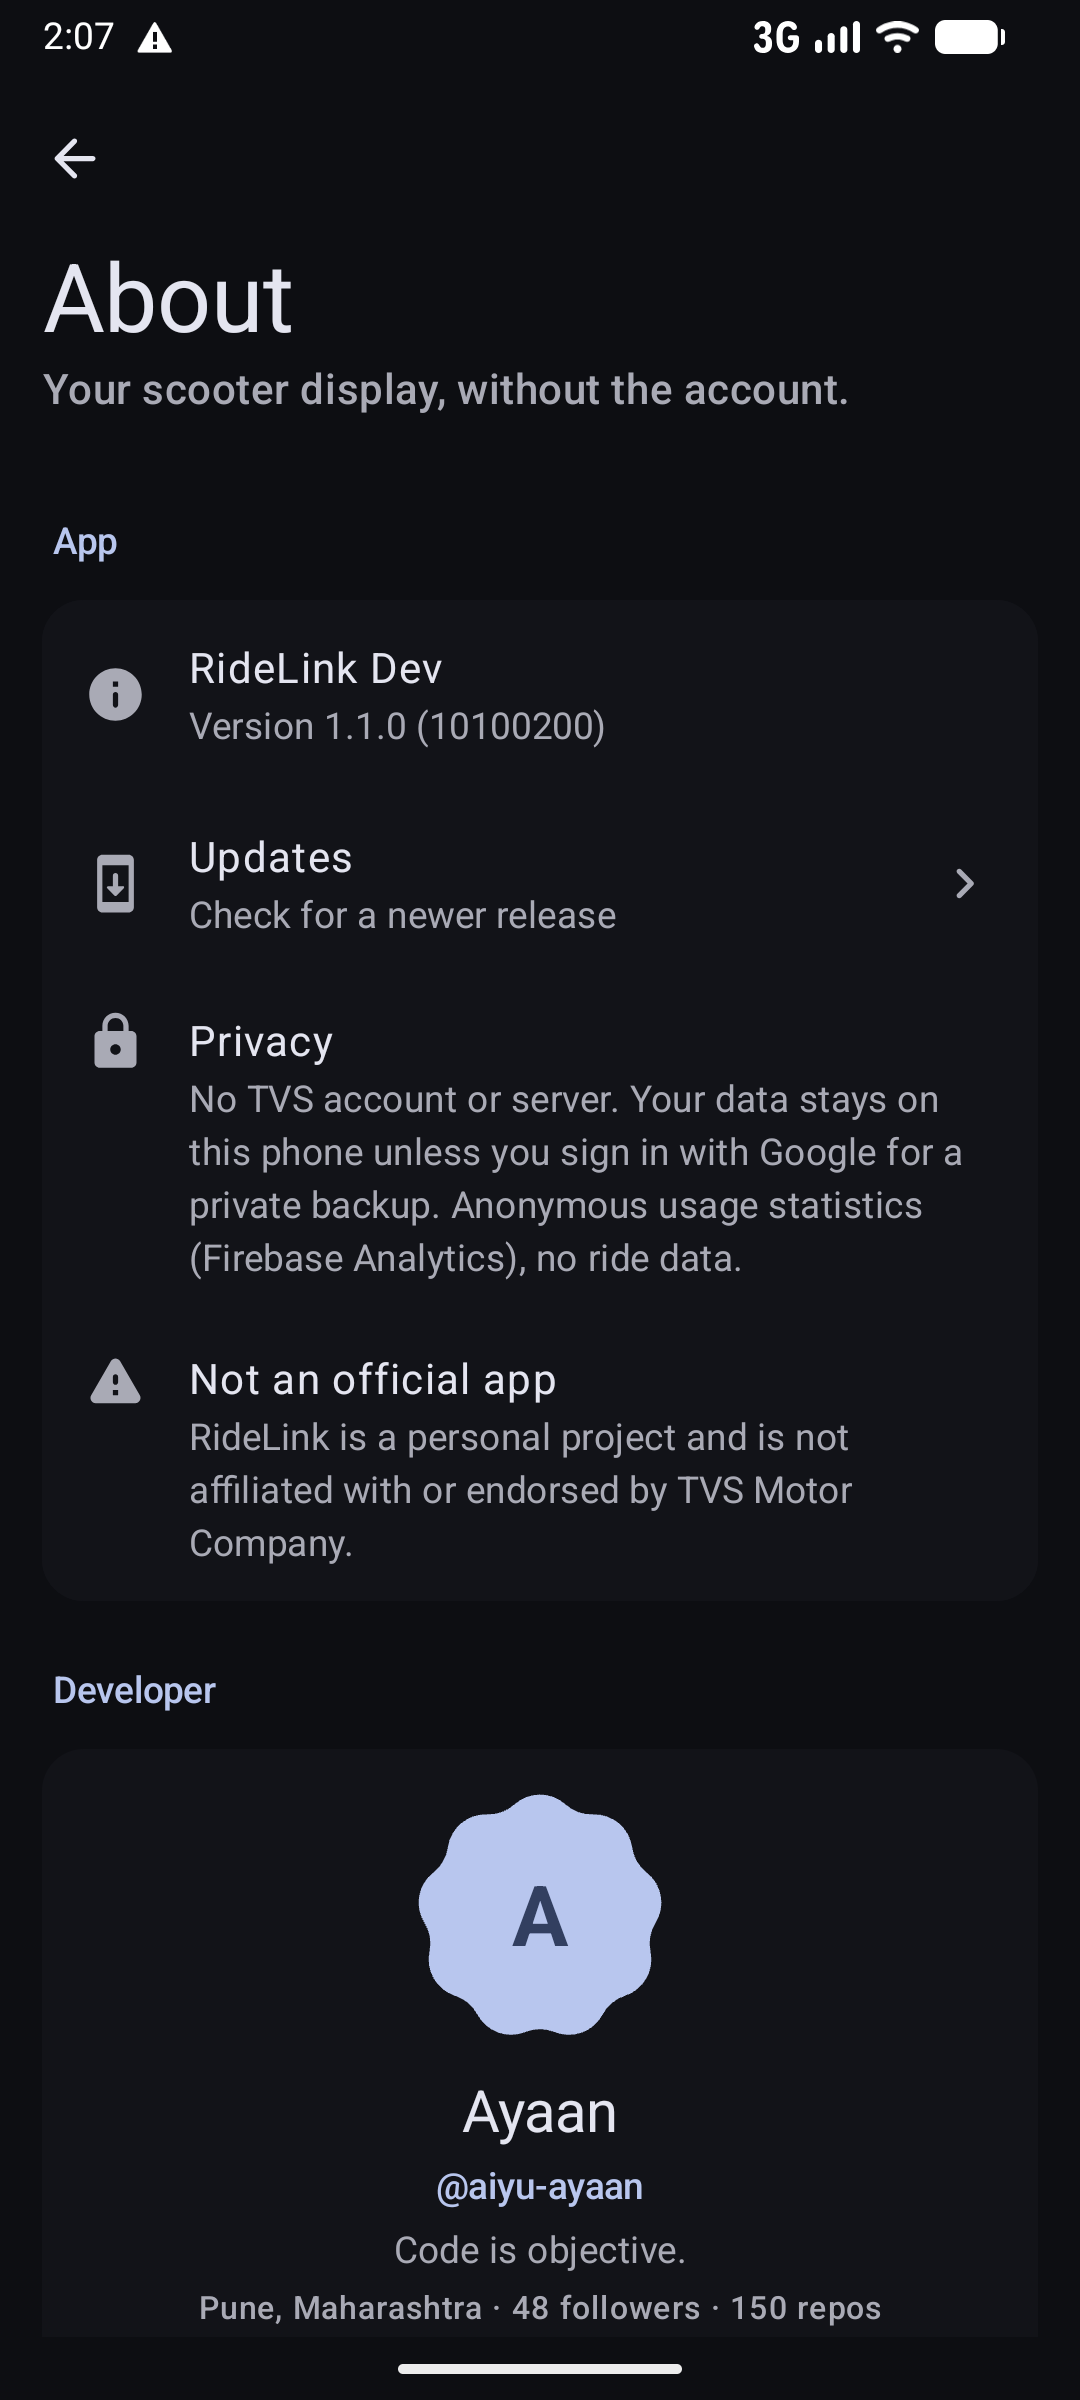 2:07
3G
About
Your scooter display, without the account.
App
RideLink Dev
Version 1.1.0 (10100200)
Updates
Check for a newer release
Privacy
No TVS account or server. Your data stays on
this phone unless you sign in with Google for a
private backup. Anonymous usage statistics
(Firebase Analytics), no ride data.
Not an official app
RideLink is a personal project and is not
affiliated with or endorsed by TVS Motor
Company.
Developer
A
Ayaan
@aiyu-ayaan
Code is objective.
Pune, Maharashtra · 48 followers · 150 repos